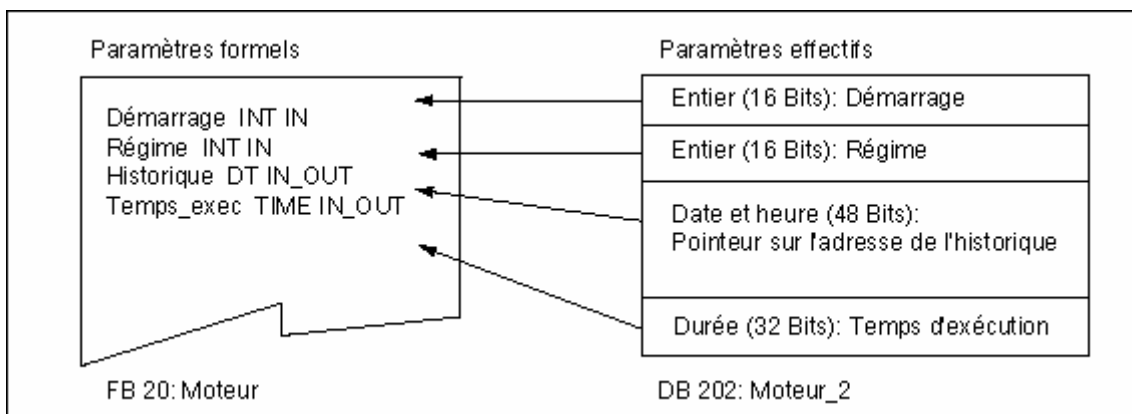 Paramètres formels
Démarrage INT IN
Régime INT IN
Historique DT IN_OUT
Temps_exec TIME IN_OUT
FB 20: Moteur
Paramètres effectifs
Entier (16 Bits): Démarrage
Entier (16 Bits): Régime
Date et heure (48 Bits):
Pointeur sur l'adresse de l'historique
Durée (32 Bits): Temps d'exécution
DB 202: Moteur_2